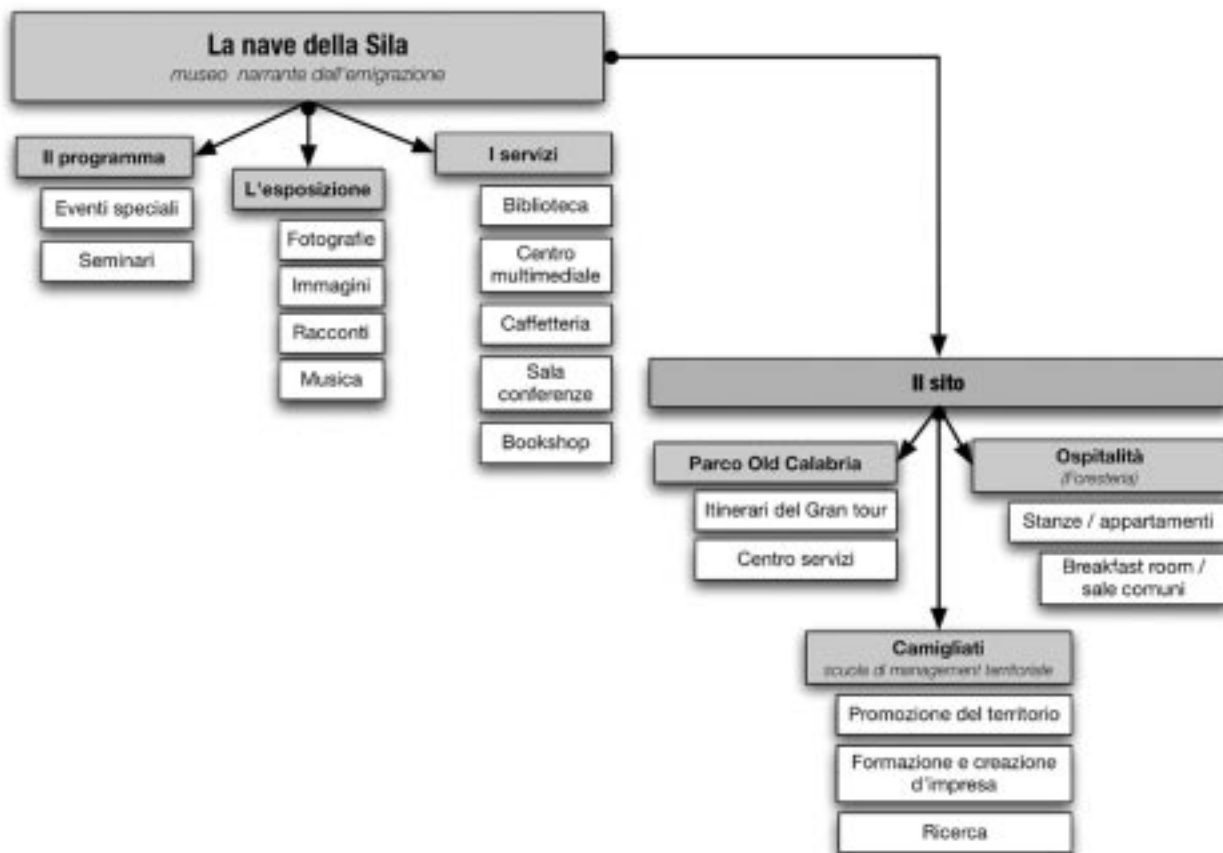 La nave della Sila
museo narrante dell'emigrazione
Il programma
Eventi speciali
Seminari
L'esposizione
Fotografie
Immagini
Racconti
Musica
I servizi
Biblioteca
Centro
multimediale
Caffetteria
Sala
conferenze
Bookshop
Il sito
Parco Old Calabria
Itinerari del Gran tour
Centro servizi
Ospitalità
(Foresteria)
Stanze / appartamenti
Breakfast room /
sale comuni
Camigliati
scuola di management territoriale
Promozione del territorio
Formazione e creazione
d'impresa
Ricerca